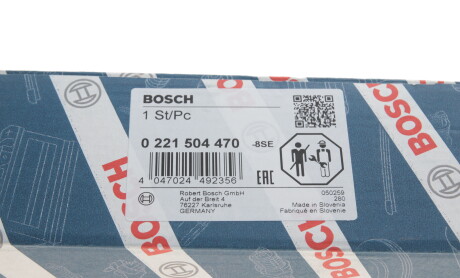 BOSCH
1 St/Pc
0 221 504 470 -8SE
4 047024 492356
EAC
Robert Bosch GmbH
Auf der Breit 4
76227 Karlsruhe
GERMANY
050259
280
Made in Slovenia
Fabriqué en Slovenie
BOSCH
BOSCH
BOSCH